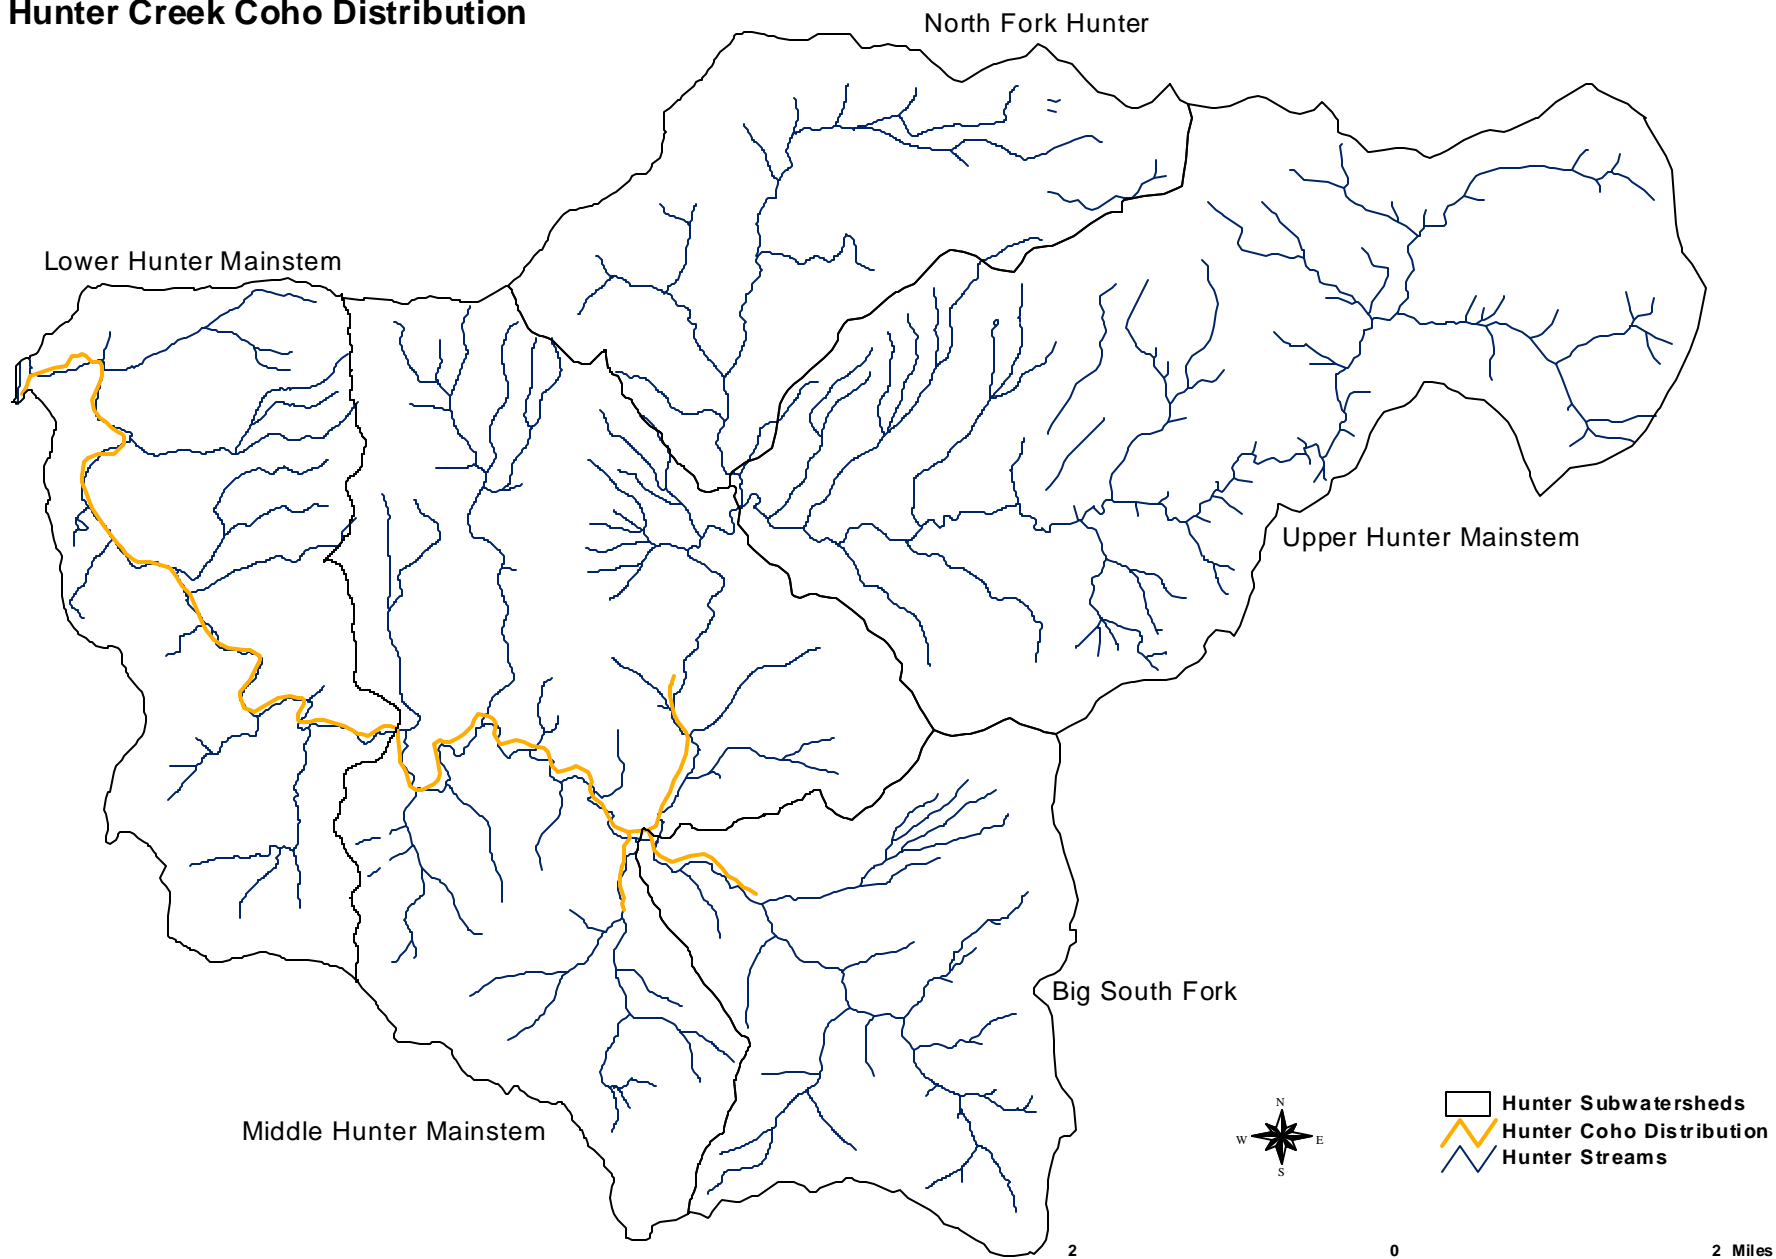 Hunter Creek Coho Distribution
North Fork Hunter
Lower Hunter Mainstem
Upper Hunter Mainstem
Big South Fork
Middle Hunter Mainstem
N
W E
S
Hunter Subwatersheds
Hunter Coho Distribution
Hunter Streams
2 0 2 Miles